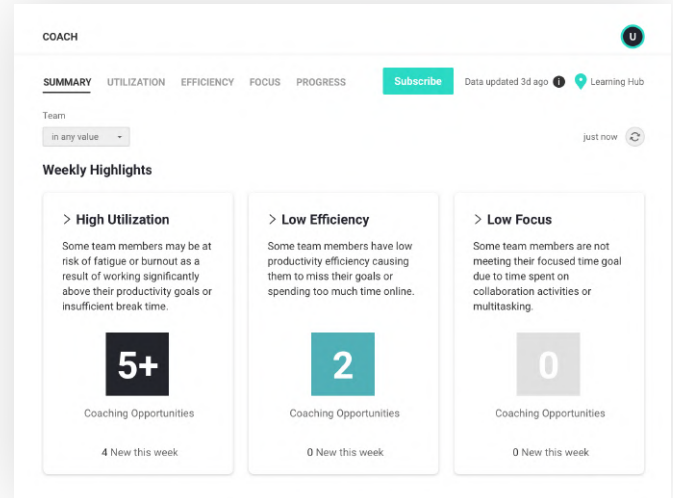 COACH
U
SUMMARY UTILIZATION EFFICIENCY FOCUS PROGRESS Subscribe Data updated 3d ago i Learning Hub
Team
in any value
just now
Weekly Highlights
> High Utilization
Some team members may be at
risk of fatigue or burnout as a
result of working significantly
above their productivity goals or
insufficient break time.
5+
Coaching Opportunities
4 New this week
> Low Efficiency
Some team members have low
productivity efficiency causing
them to miss their goals or
spending too much time online.
2
Coaching Opportunities
0 New this week
> Low Focus
Some team members are not
meeting their focused time goal
due to time spent on
collaboration activities or
multitasking.
0
Coaching Opportunities
0 New this week